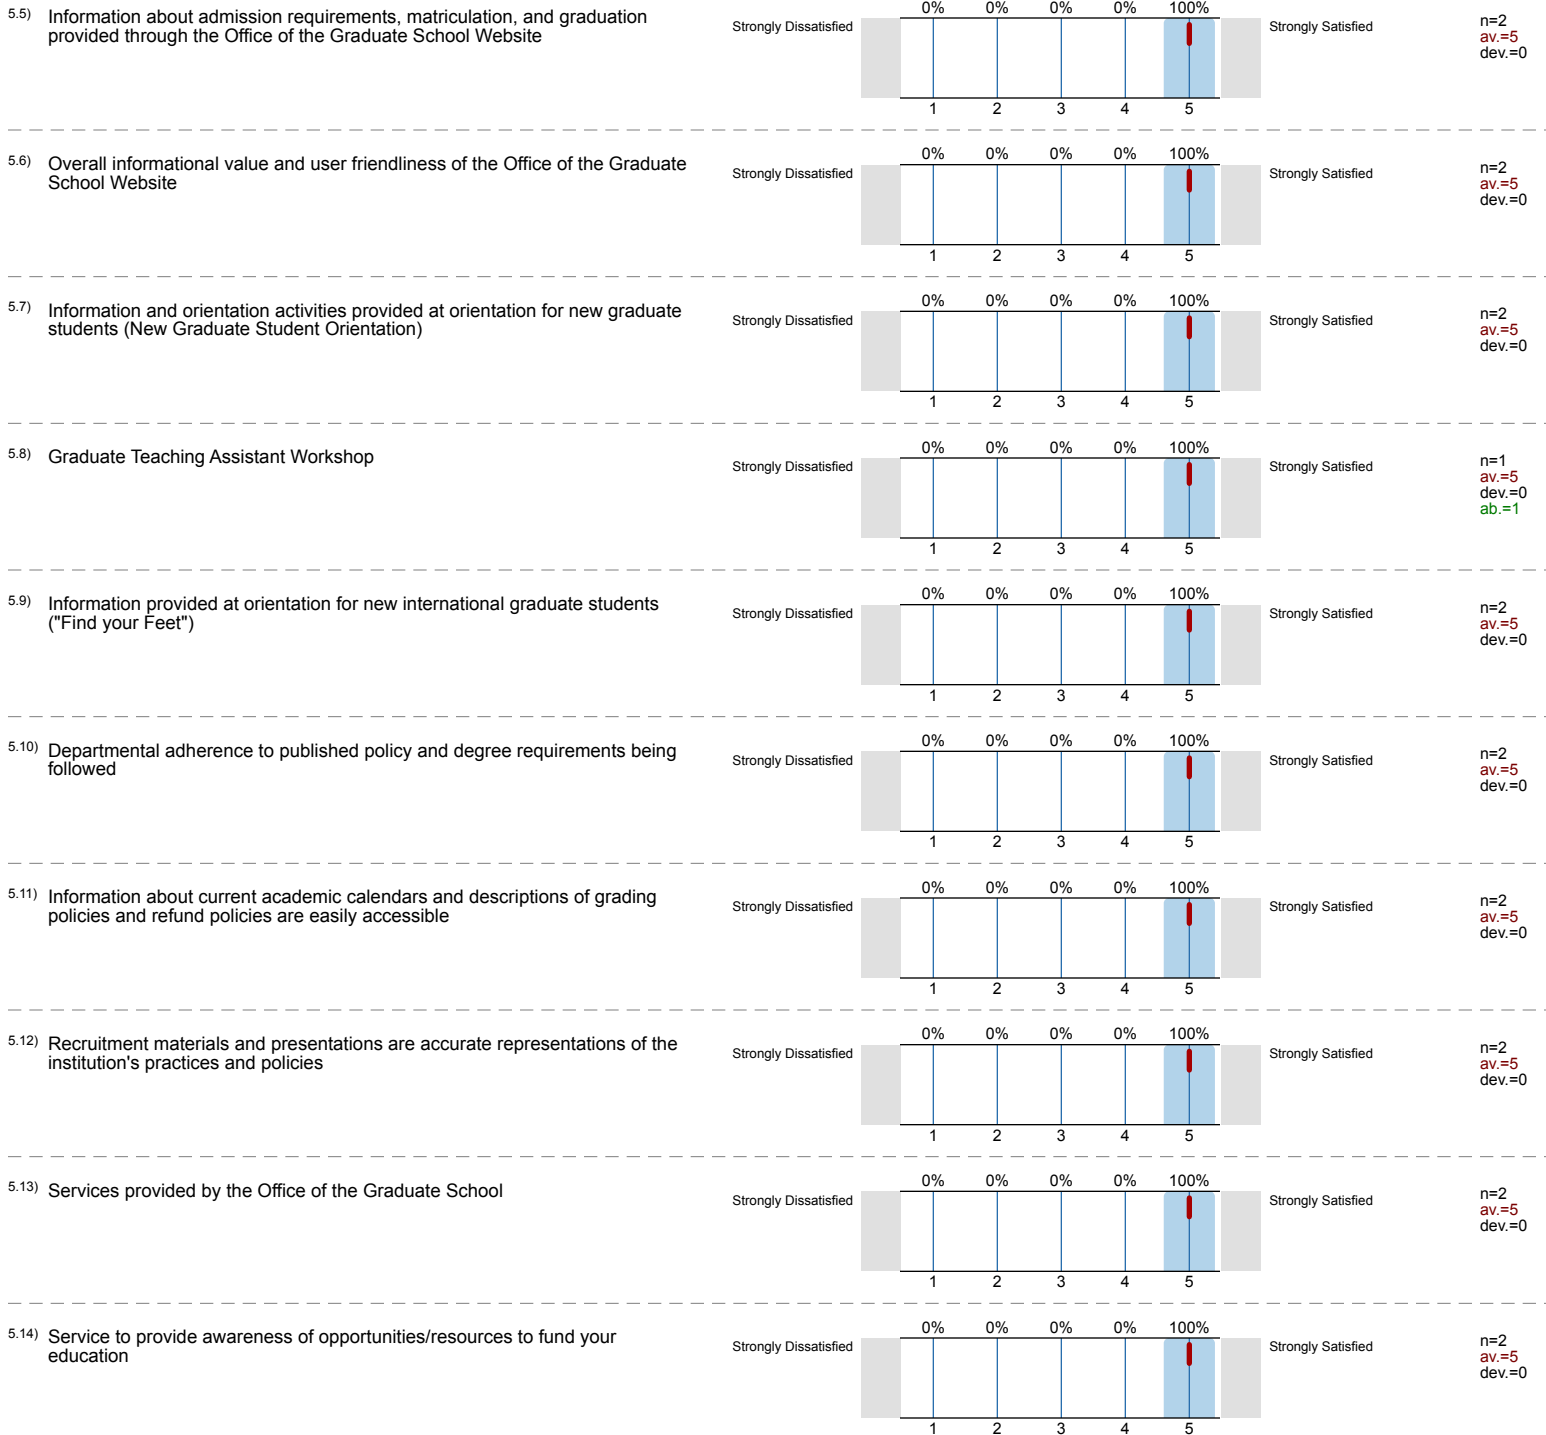 5.5) Information about admission requirements, matriculation, and graduation
provided through the Office of the Graduate School Website
Strongly Dissatisfied
0% 0% 0% 0% 100%
1 2 3 4 5
Strongly Satisfied
n=2
av.=5
dev.=0
5.6) Overall informational value and user friendliness of the Office of the Graduate
School Website
Strongly Dissatisfied
0% 0% 0% 0% 100%
1 2 3 4 5
Strongly Satisfied
n=2
av.=5
dev.=0
5.7) Information and orientation activities provided at orientation for new graduate
students (New Graduate Student Orientation)
Strongly Dissatisfied
0% 0% 0% 0% 100%
1 2 3 4 5
Strongly Satisfied
n=2
av.=5
dev.=0
5.8) Graduate Teaching Assistant Workshop
Strongly Dissatisfied
0% 0% 0% 0% 100%
1 2 3 4 5
Strongly Satisfied
n=1
av.=5
dev.=0
ab.=1
5.9) Information provided at orientation for new international graduate students
("Find your Feet")
Strongly Dissatisfied
0% 0% 0% 0% 100%
1 2 3 4 5
Strongly Satisfied
n=2
av.=5
dev.=0
5.10) Departmental adherence to published policy and degree requirements being
followed
Strongly Dissatisfied
0% 0% 0% 0% 100%
1 2 3 4 5
Strongly Satisfied
n=2
av.=5
dev.=0
5.11) Information about current academic calendars and descriptions of grading
policies and refund policies are easily accessible
Strongly Dissatisfied
0% 0% 0% 0% 100%
1 2 3 4 5
Strongly Satisfied
n=2
av.=5
dev.=0
5.12) Recruitment materials and presentations are accurate representations of the
institution's practices and policies
Strongly Dissatisfied
0% 0% 0% 0% 100%
1 2 3 4 5
Strongly Satisfied
n=2
av.=5
dev.=0
5.13) Services provided by the Office of the Graduate School
Strongly Dissatisfied
0% 0% 0% 0% 100%
1 2 3 4 5
Strongly Satisfied
n=2
av.=5
dev.=0
5.14) Service to provide awareness of opportunities/resources to fund your
education
Strongly Dissatisfied
0% 0% 0% 0% 100%
1 2 3 4 5
Strongly Satisfied
n=2
av.=5
dev.=0